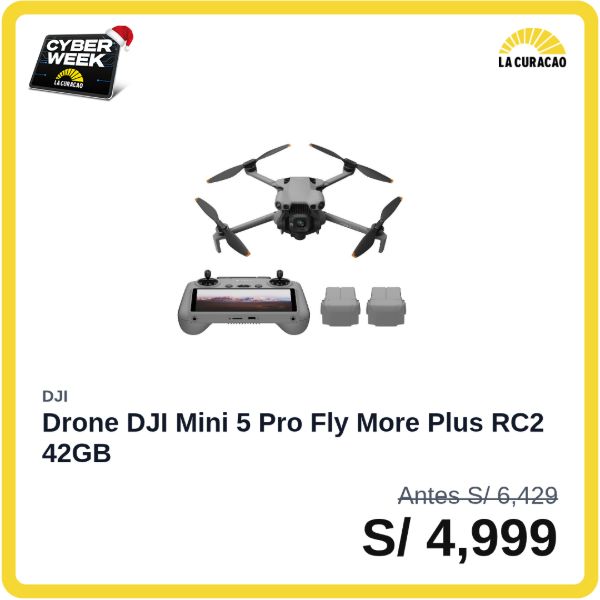 CYBER
WEEK
LA CURACAO
LA CURACAO
DJI
Drone DJI Mini 5 Pro Fly More Plus RC2
42GB
Antes S/ 6,429
S/ 4,999